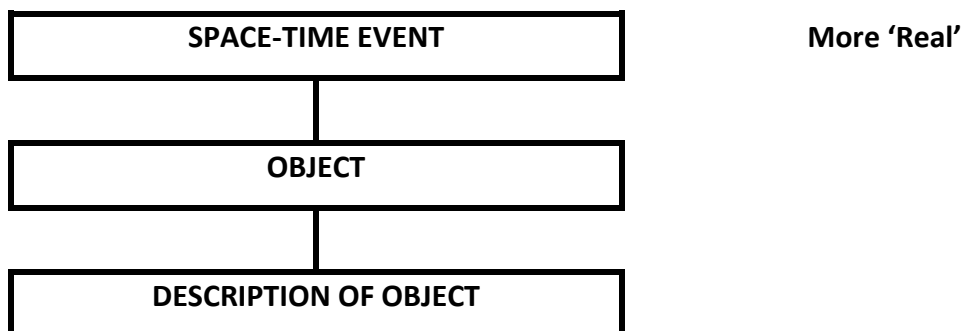 SPACE-TIME EVENT More ‘Real’
OBJECT
DESCRIPTION OF OBJECT